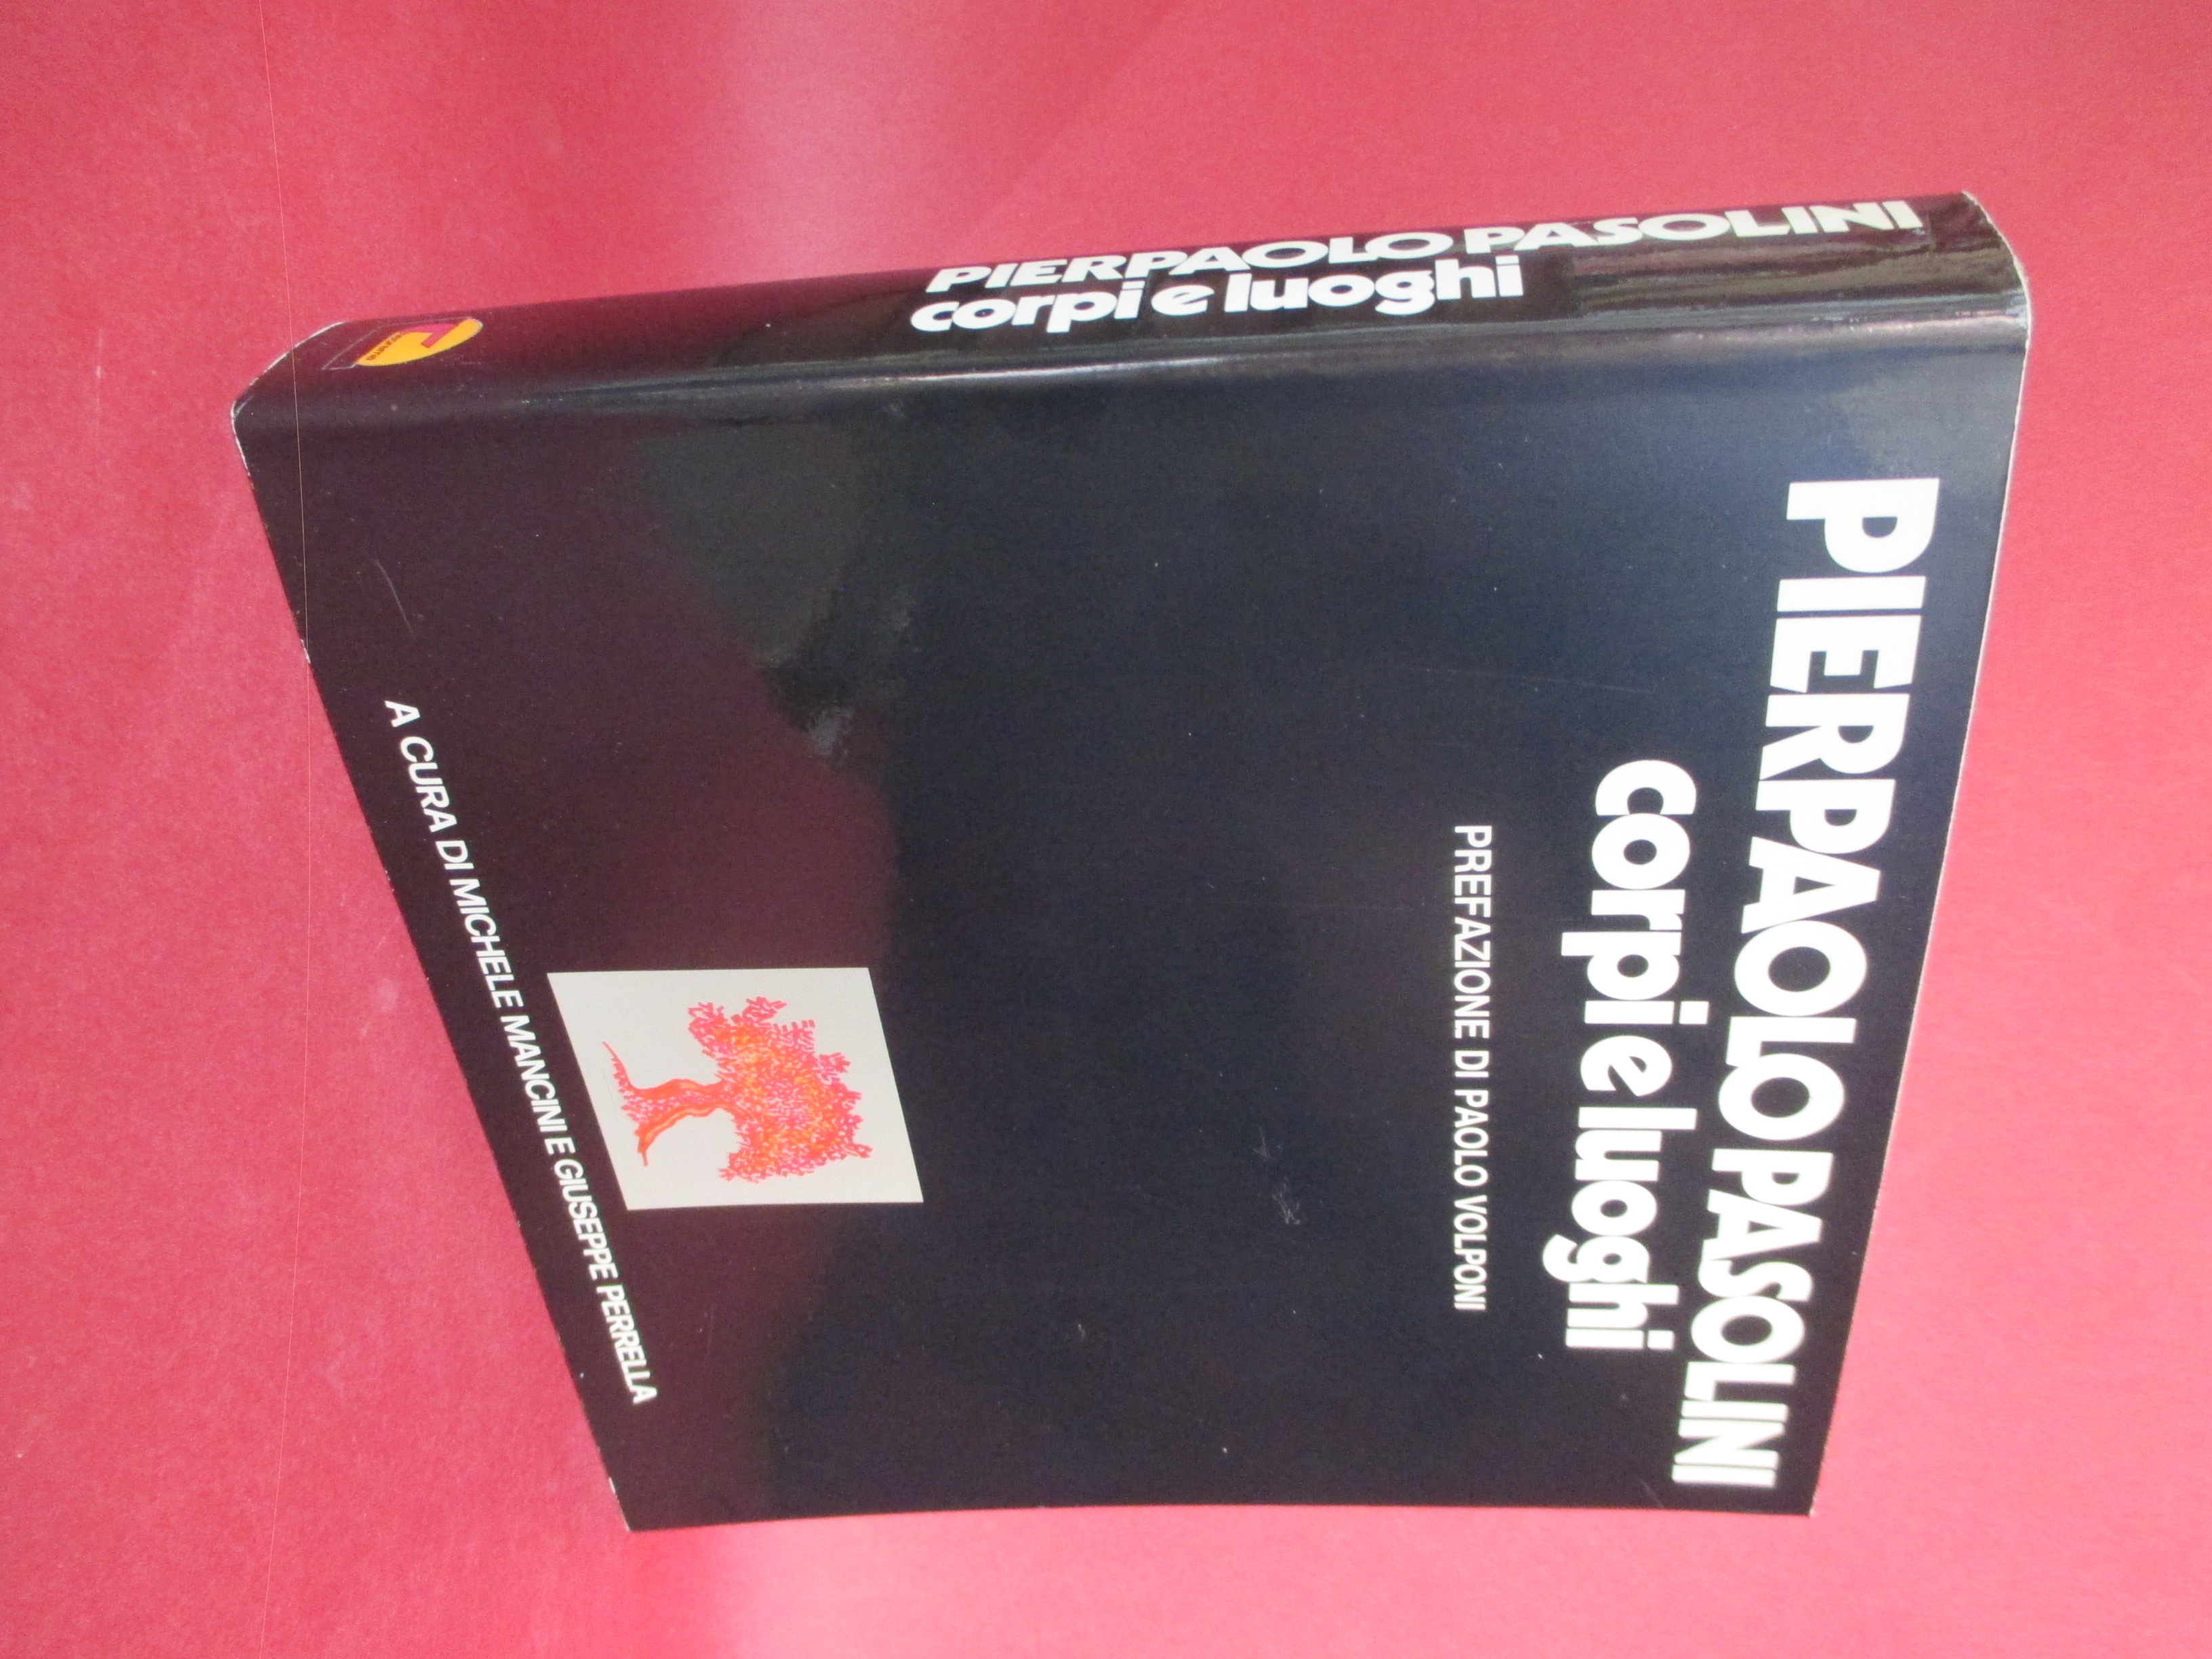 PIERPAOLO PASOLINI
corpi e luoghi
PIERPAOLO PASOLINI
corpi e luoghi
PREFAZIONE DI PAOLO VOLPONI
A CURA DI MICHELE MANCINI E GIUSEPPE PERRELLA